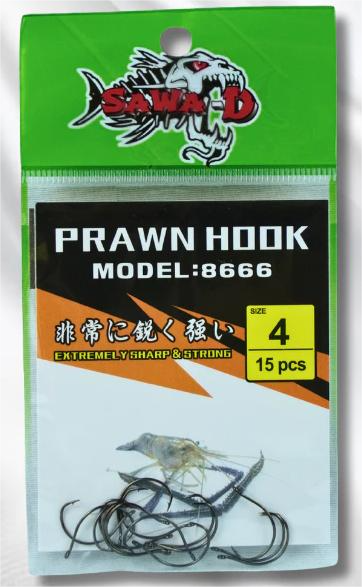 SAWA-D
PRAWN HOOK
MODEL:8666
非常に鋭く強い
EXTREMELY SHARP & STRONG
SIZE
4
15 pcs